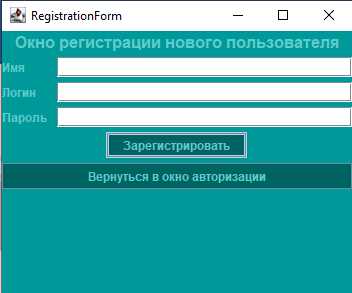 RegistrationForm
Окно регистрации нового пользователя
Имя
Логин
Пароль
Зарегистрировать
Вернуться в окно авторизации